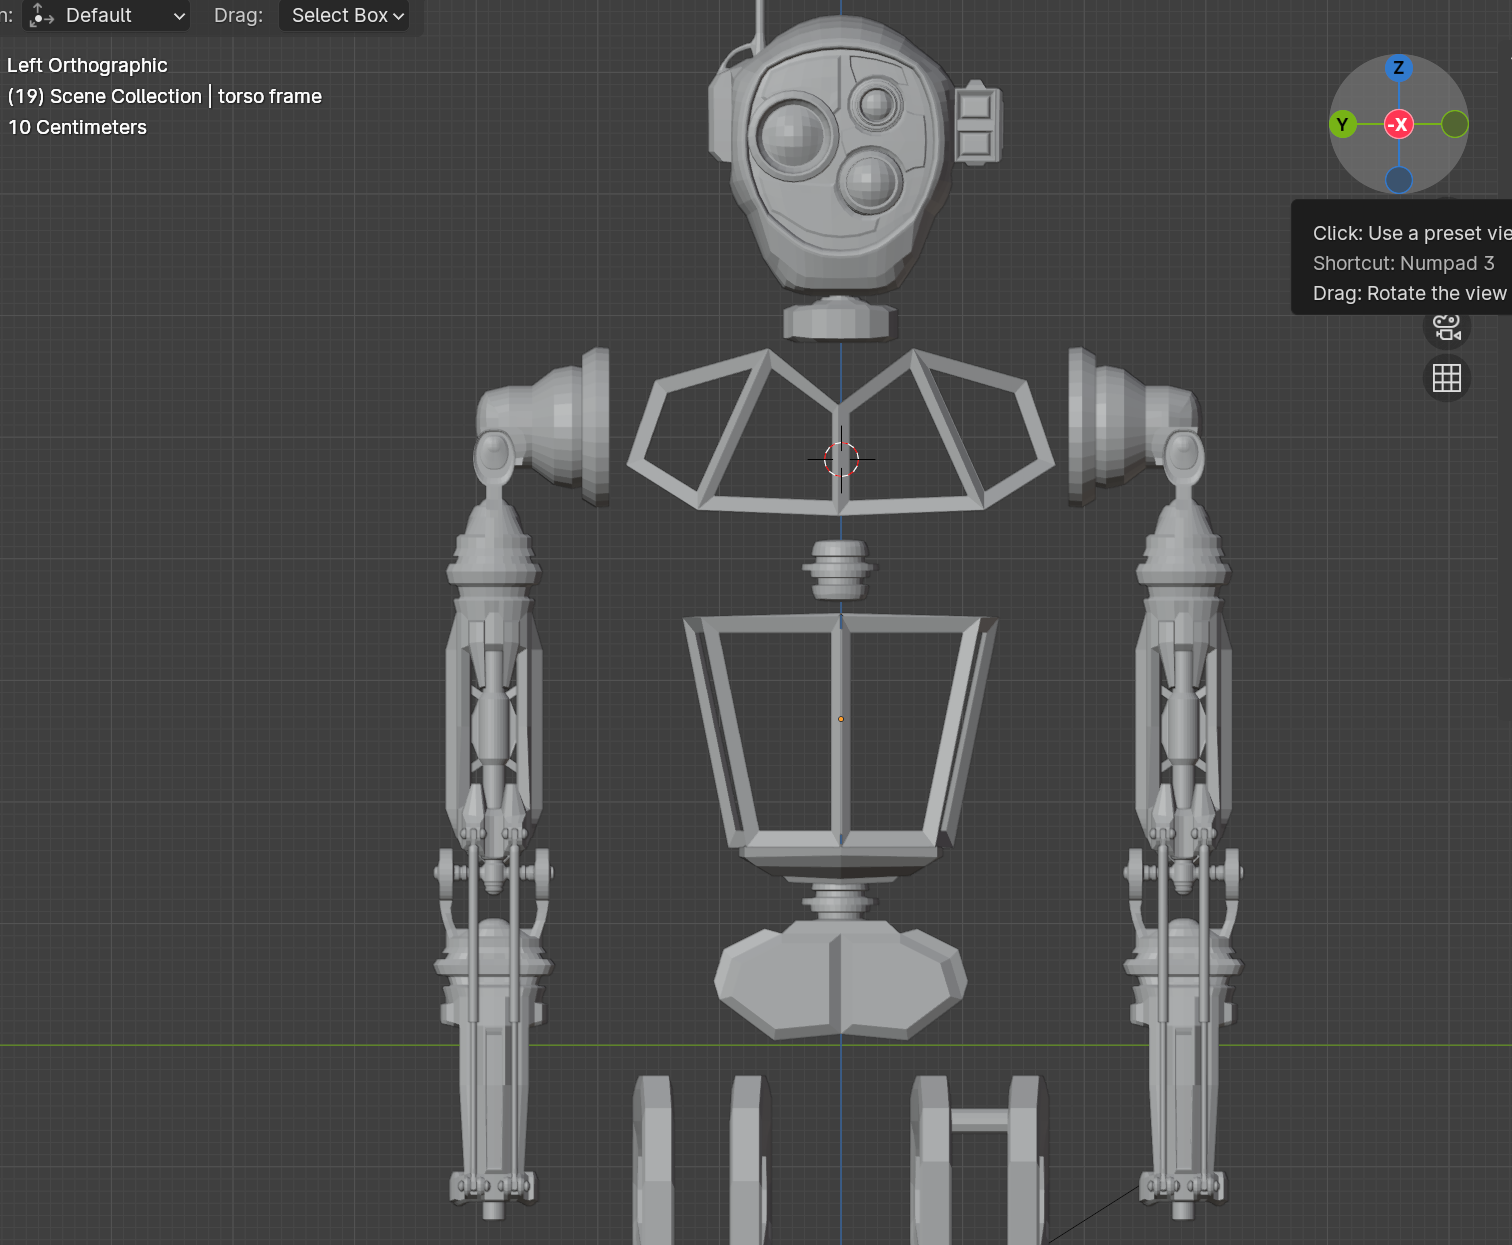 n: Default Drag: Select Box
Left Orthographic
(19) Scene Collection | torso frame
10 Centimeters
Z
Y -X
Click: Use a preset vie
Shortcut: Numpad 3
Drag: Rotate the view